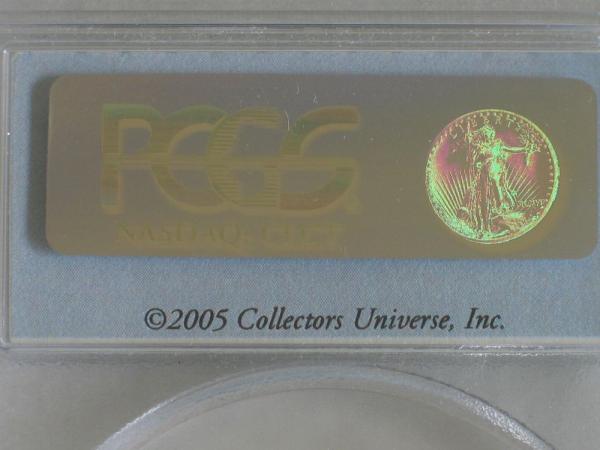 PCGS
NASDAQ: CLCT
©2005 Collectors Universe, Inc.